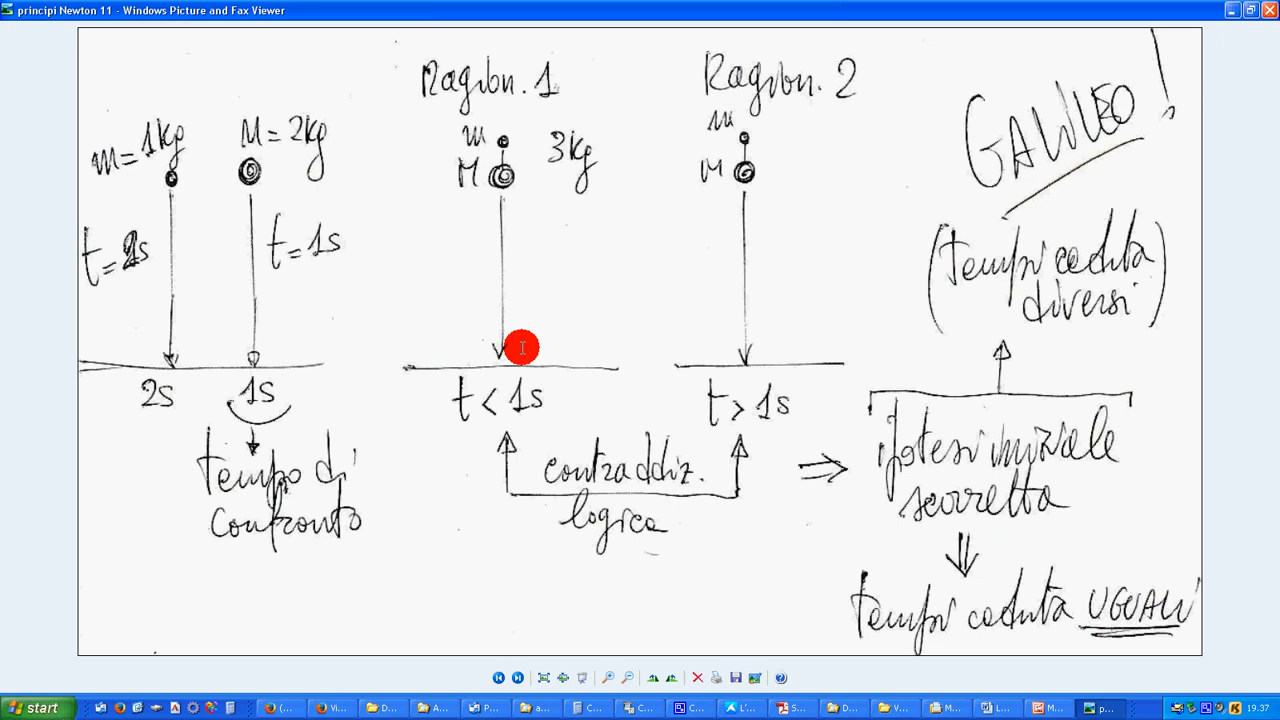 principi Newton 11 - Windows Picture and Fax Viewer
m = 1kg
M = 2kg
t = 2s
t = 1s
2s
1s
tempo di
confronto
Ragion. 1
m
M
3kg
t < 1s
Ragion. 2
m
M
t > 1s
contraddiz.
logica
GALILEO!
(tempi caduta
diversi)
⇒ ipotesi iniziale
scorretta
tempi caduta UGUALI
start
(...
Vi...
D...
A...
P...
a...
C...
C...
C...
L'...
S...
D...
V...
M...
L...
M...
p...
19.37